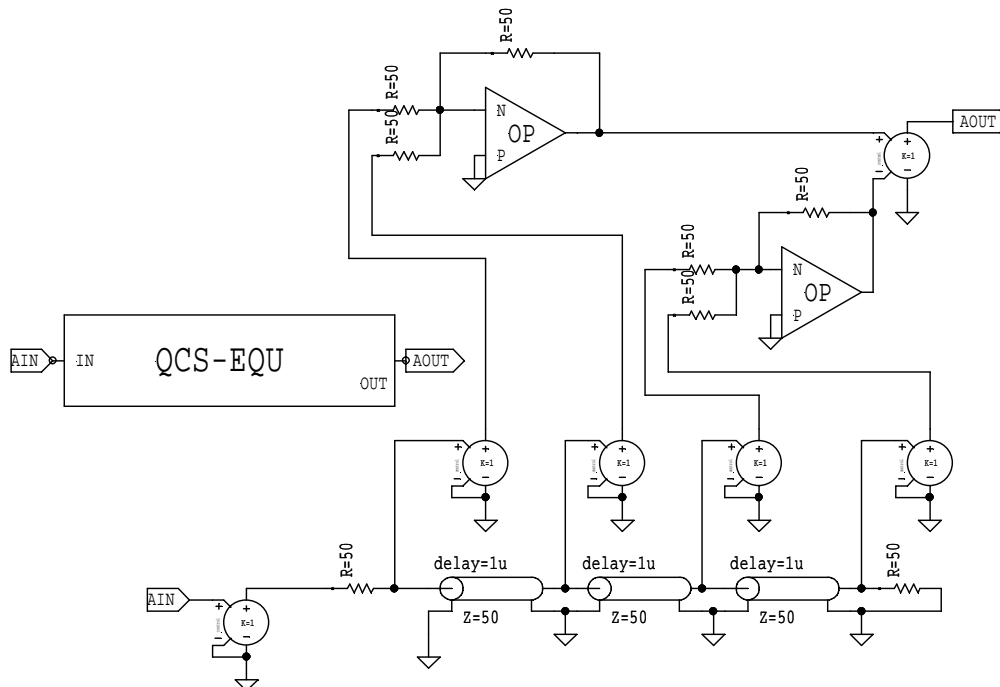 R=50
R=50
R=50
N
OP
P
AOUT
+
+
K=1
R=50
R=50
R=50
N
OP
P
AIN
IN
QCS-EQU
OUT
AOUT
+
+
K=1
+
+
K=1
+
+
K=1
+
+
K=1
R=50
delay=1u
delay=1u
delay=1u
R=50
AIN
+
+
K=1
Z=50
Z=50
Z=50